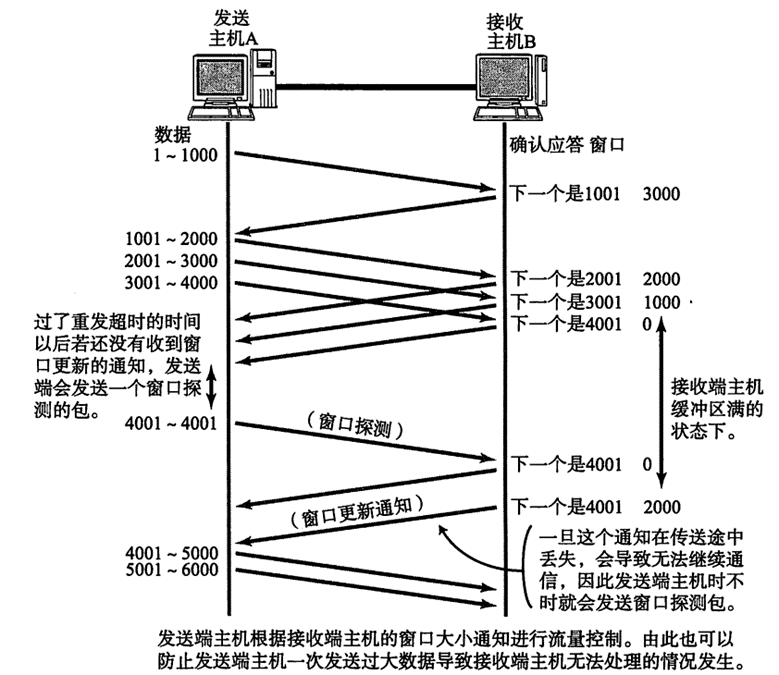 发送
主机A
接收
主机B
数据
确认应答 窗口
1 ~ 1000
下一个是1001 3000
1001 ~ 2000
2001 ~ 3000
3001 ~ 4000
下一个是2001 2000
下一个是3001 1000
下一个是4001 0
过了重发超时的时间
以后若还没有收到窗
口更新的通知，发送
端会发送一个窗口探
测的包。
接收端主机
缓冲区满的
状态下。
4001 ~ 4001
（窗口探测）
下一个是4001 0
下一个是4001 2000
（窗口更新通知）
一旦这个通知在传送途中
丢失，会导致无法继续通
信，因此发送端主机时不
时就会发送窗口探测包。
4001 ~ 5000
5001 ~ 6000
发送端主机根据接收端主机的窗口大小通知进行流量控制。由此也可以
防止发送端主机一次发送过大数据导致接收端主机无法处理的情况发生。